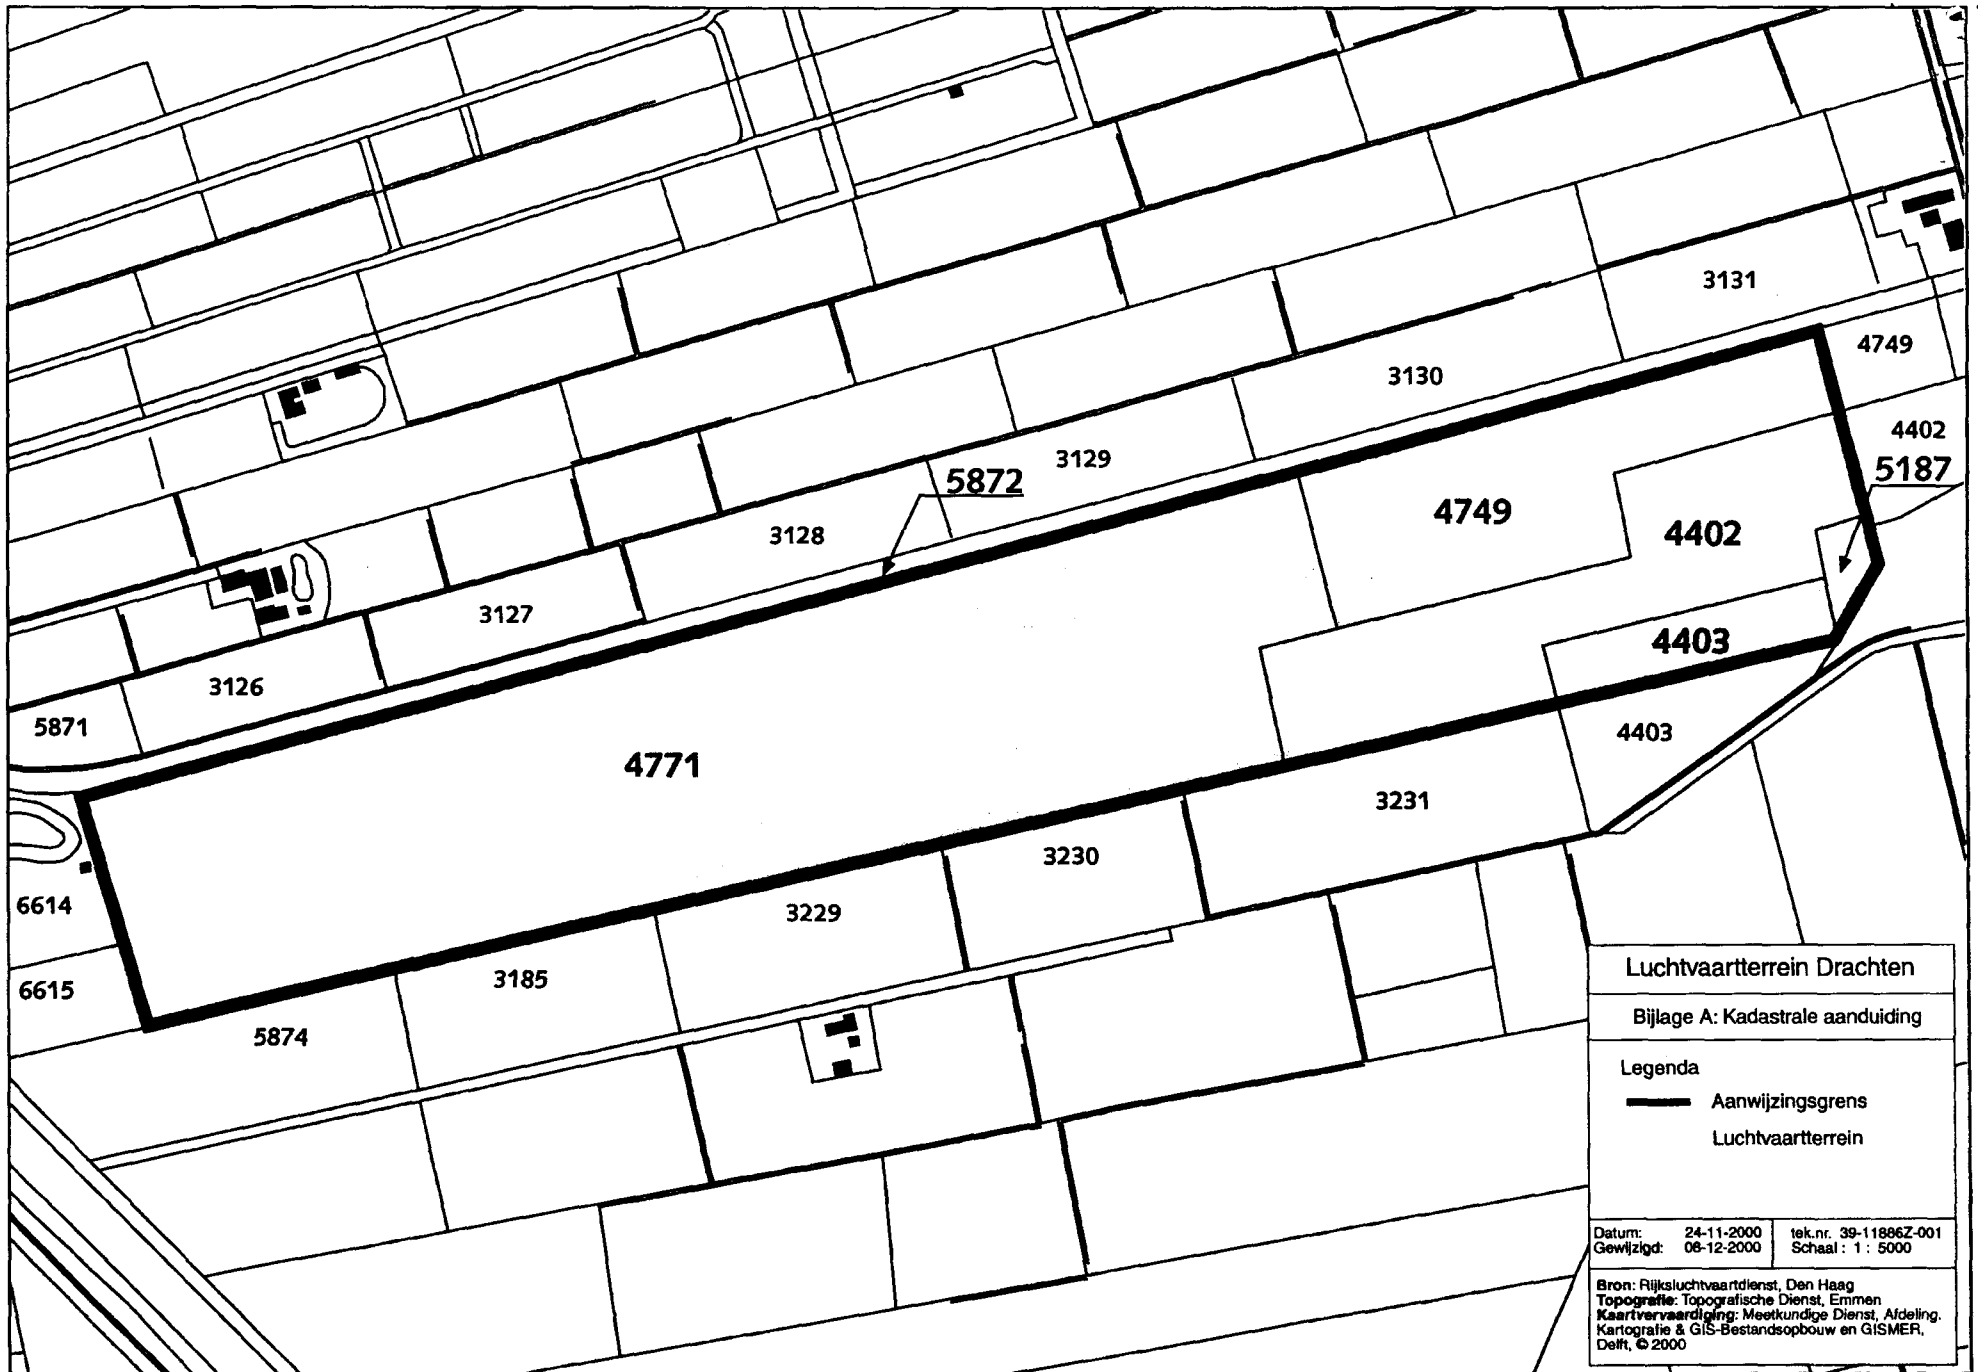 3131
4749
3130
4402
3129
5187
5872
4749
3128
4402
3127
4403
3126
5871
4403
4771
3231
3230
6614
3229
3185
6615
5874
Luchtvaartterrein Drachten
Bijlage A: Kadastrale aanduiding
Legenda
Aanwijzingsgrens
Luchtvaartterrein
Datum: 24-11-2000 tek.nr. 39-11886Z-001
Gewijzigd: 08-12-2000 Schaal : 1 : 5000
Bron: Rijksluchtvaartdienst, Den Haag
Topografie: Topografische Dienst, Emmen
Kaartvervaardiging: Meetkundige Dienst, Afdeling.
Kartografie & GIS-Bestandsopbouw en GISMER,
Delft, © 2000